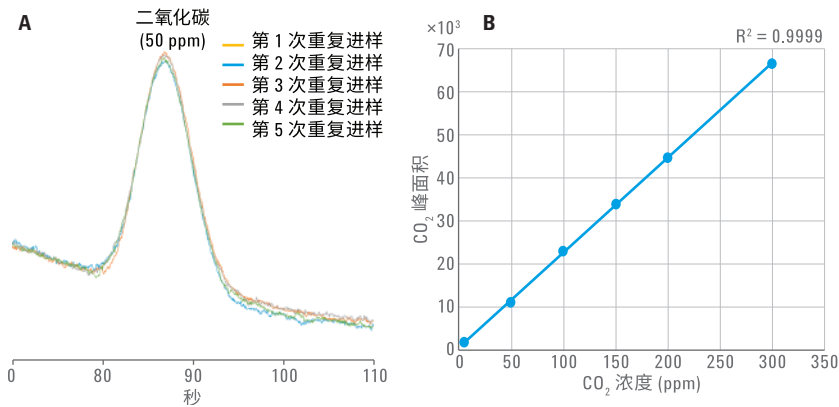 A
二氧化碳
(50 ppm)
第 1 次重复进样
第 2 次重复进样
第 3 次重复进样
第 4 次重复进样
第 5 次重复进样
0 80 90 100 110
秒
B
×10³
R² = 0.9999
70
60
50
40
30
20
10
0
CO₂ 峰面积
0 50 100 150 200 250 300 350
CO₂ 浓度 (ppm)